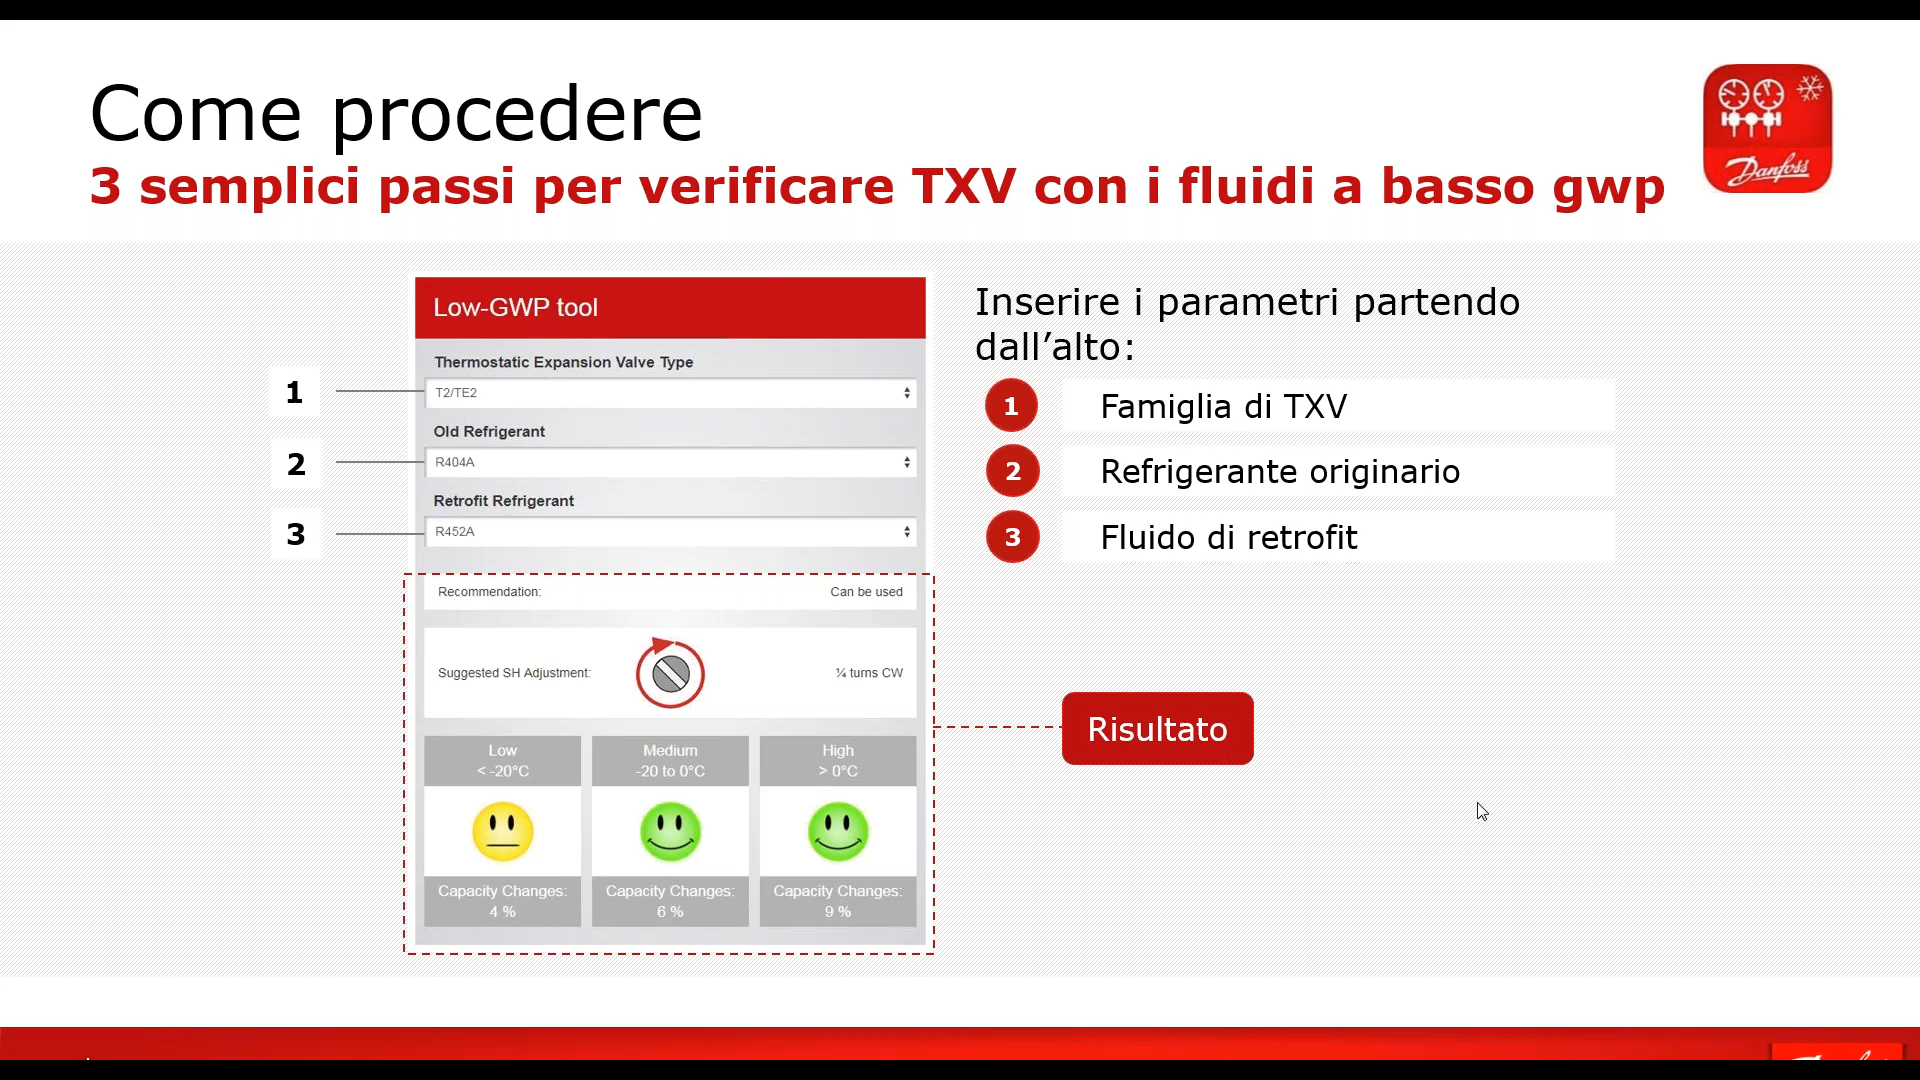 Come procedere
3 semplici passi per verificare TXV con i fluidi a basso gwp
Danfoss
Low-GWP tool
Thermostatic Expansion Valve Type
1
T2/TE2
Old Refrigerant
2
R404A
Retrofit Refrigerant
3
R452A
Recommendation: Can be used
Suggested SH Adjustment: ¼ turns CW
Low Medium High
< -20°C -20 to 0°C > 0°C
Capacity Changes: Capacity Changes: Capacity Changes:
4 % 6 % 9 %
Inserire i parametri partendo
dall’alto:
1 Famiglia di TXV
2 Refrigerante originario
3 Fluido di retrofit
Risultato